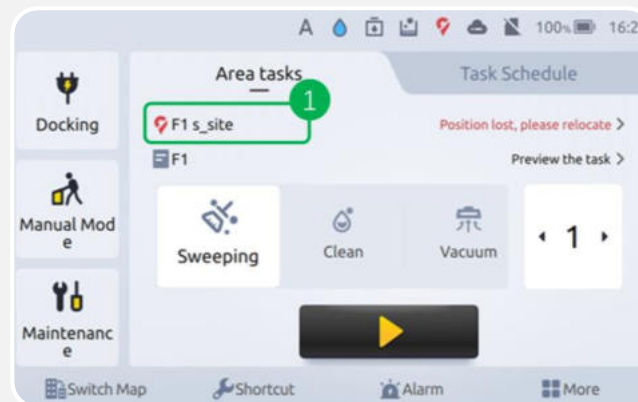 A 100% 16:2
Area tasks Task Schedule
1
Docking
F1 s_site Position lost, please relocate >
F1 Preview the task >
Manual Mod
e
Sweeping Clean Vacuum 1
Maintenanc
e
Switch Map Shortcut Alarm More